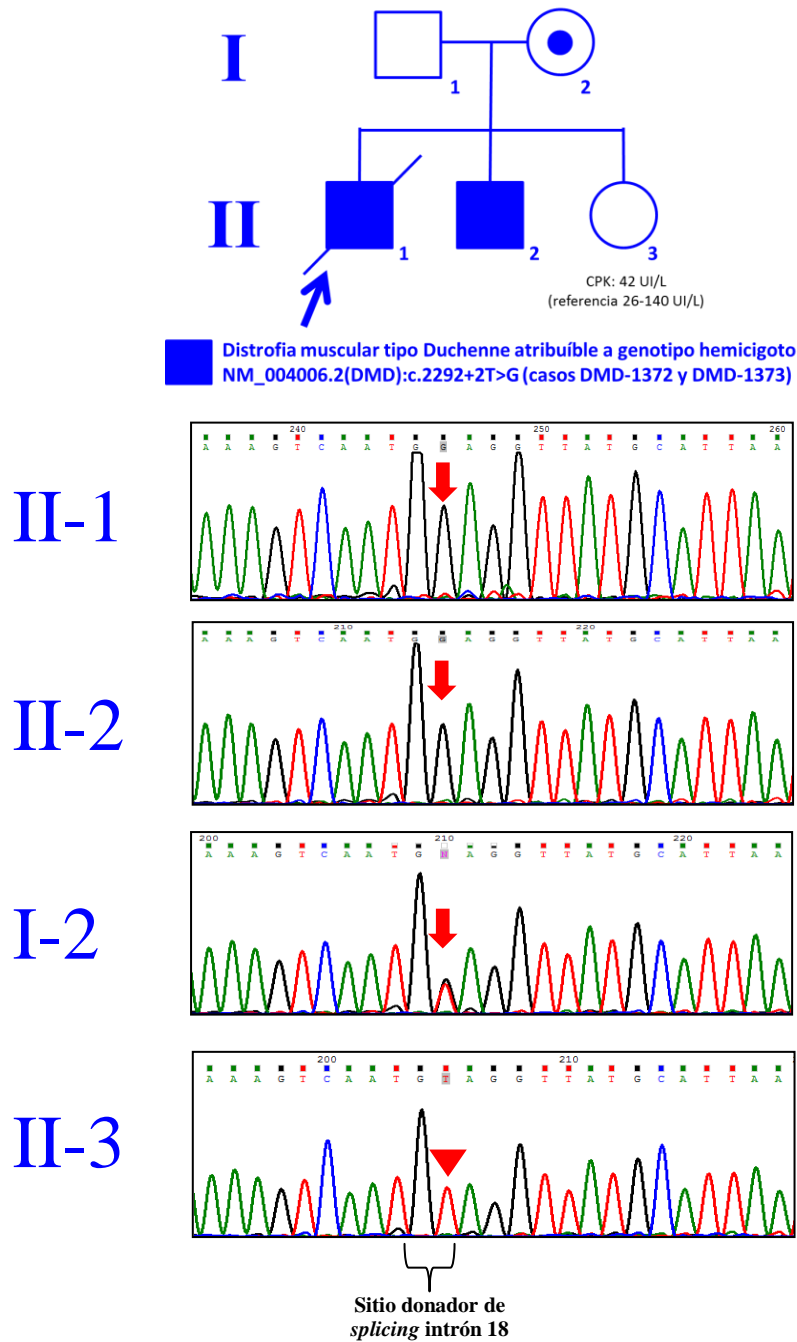 I
1
2
II
1
2
3
CPK: 42 UI/L
(referencia 26-140 UI/L)
Distrofia muscular tipo Duchenne atribuíble a genotipo hemicigoto
NM_004006.2(DMD):c.2292+2T>G (casos DMD-1372 y DMD-1373)
II-1
240 250 260
A A A G T C A A T G G A G G T T A T G C A T T A A
II-2
210 220
A A A G T C A A T G G A G G T T A T G C A T T A A
I-2
200 210 220
A A A G T C A A T G N A G G T T A T G C A T T A A
II-3
200 210
A A A G T C A A T G T A G G T T A T G C A T T A A
Sitio donador de
splicing intrón 18